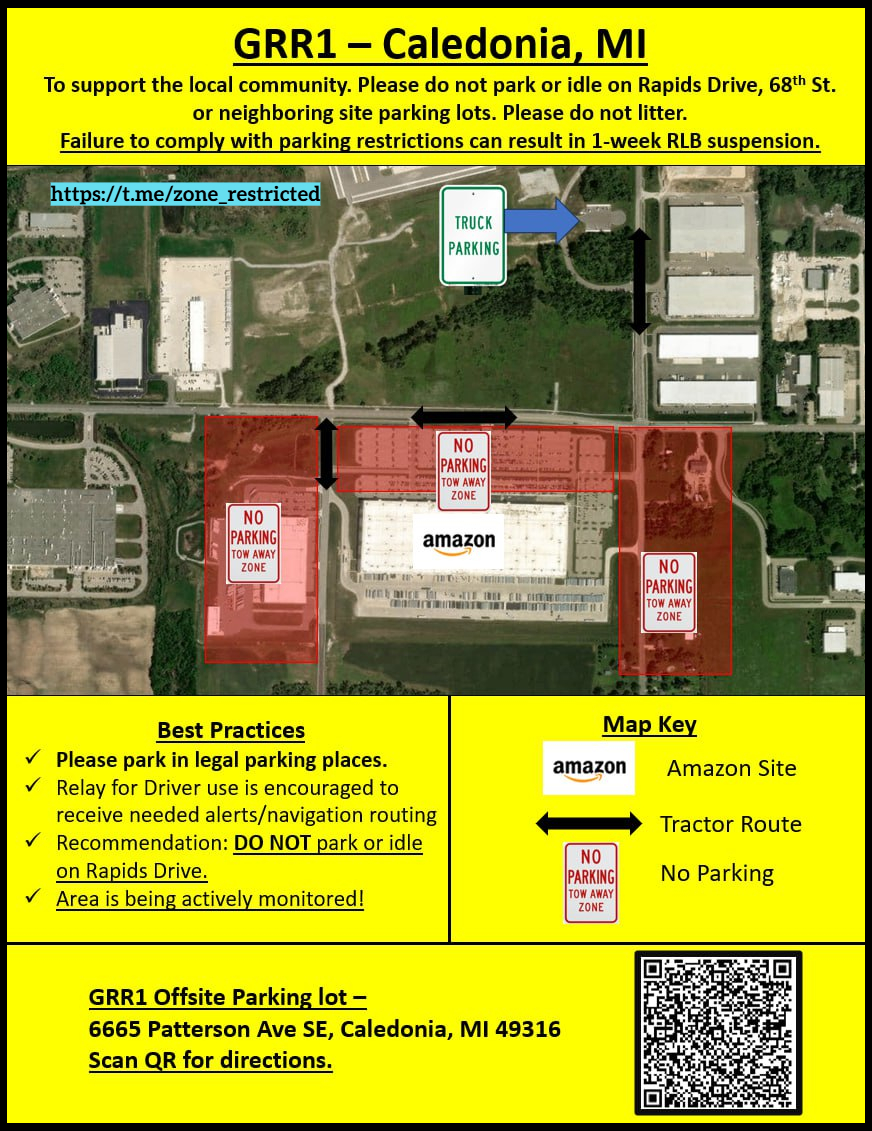 GRR1 – Caledonia, MI
To support the local community. Please do not park or idle on Rapids Drive, 68th St.
or neighboring site parking lots. Please do not litter.
Failure to comply with parking restrictions can result in 1-week RLB suspension.
https://t.me/zone_restricted
TRUCK
PARKING
NO
PARKING
TOW AWAY
ZONE
amazon
NO
PARKING
TOW AWAY
ZONE
NO
PARKING
TOW AWAY
ZONE
Best Practices
✓ Please park in legal parking places.
✓ Relay for Driver use is encouraged to
receive needed alerts/navigation routing
✓ Recommendation: DO NOT park or idle
on Rapids Drive.
✓ Area is being actively monitored!
Map Key
amazon Amazon Site
Tractor Route
NO
PARKING
TOW AWAY
ZONE
No Parking
GRR1 Offsite Parking lot –
6665 Patterson Ave SE, Caledonia, MI 49316
Scan QR for directions.